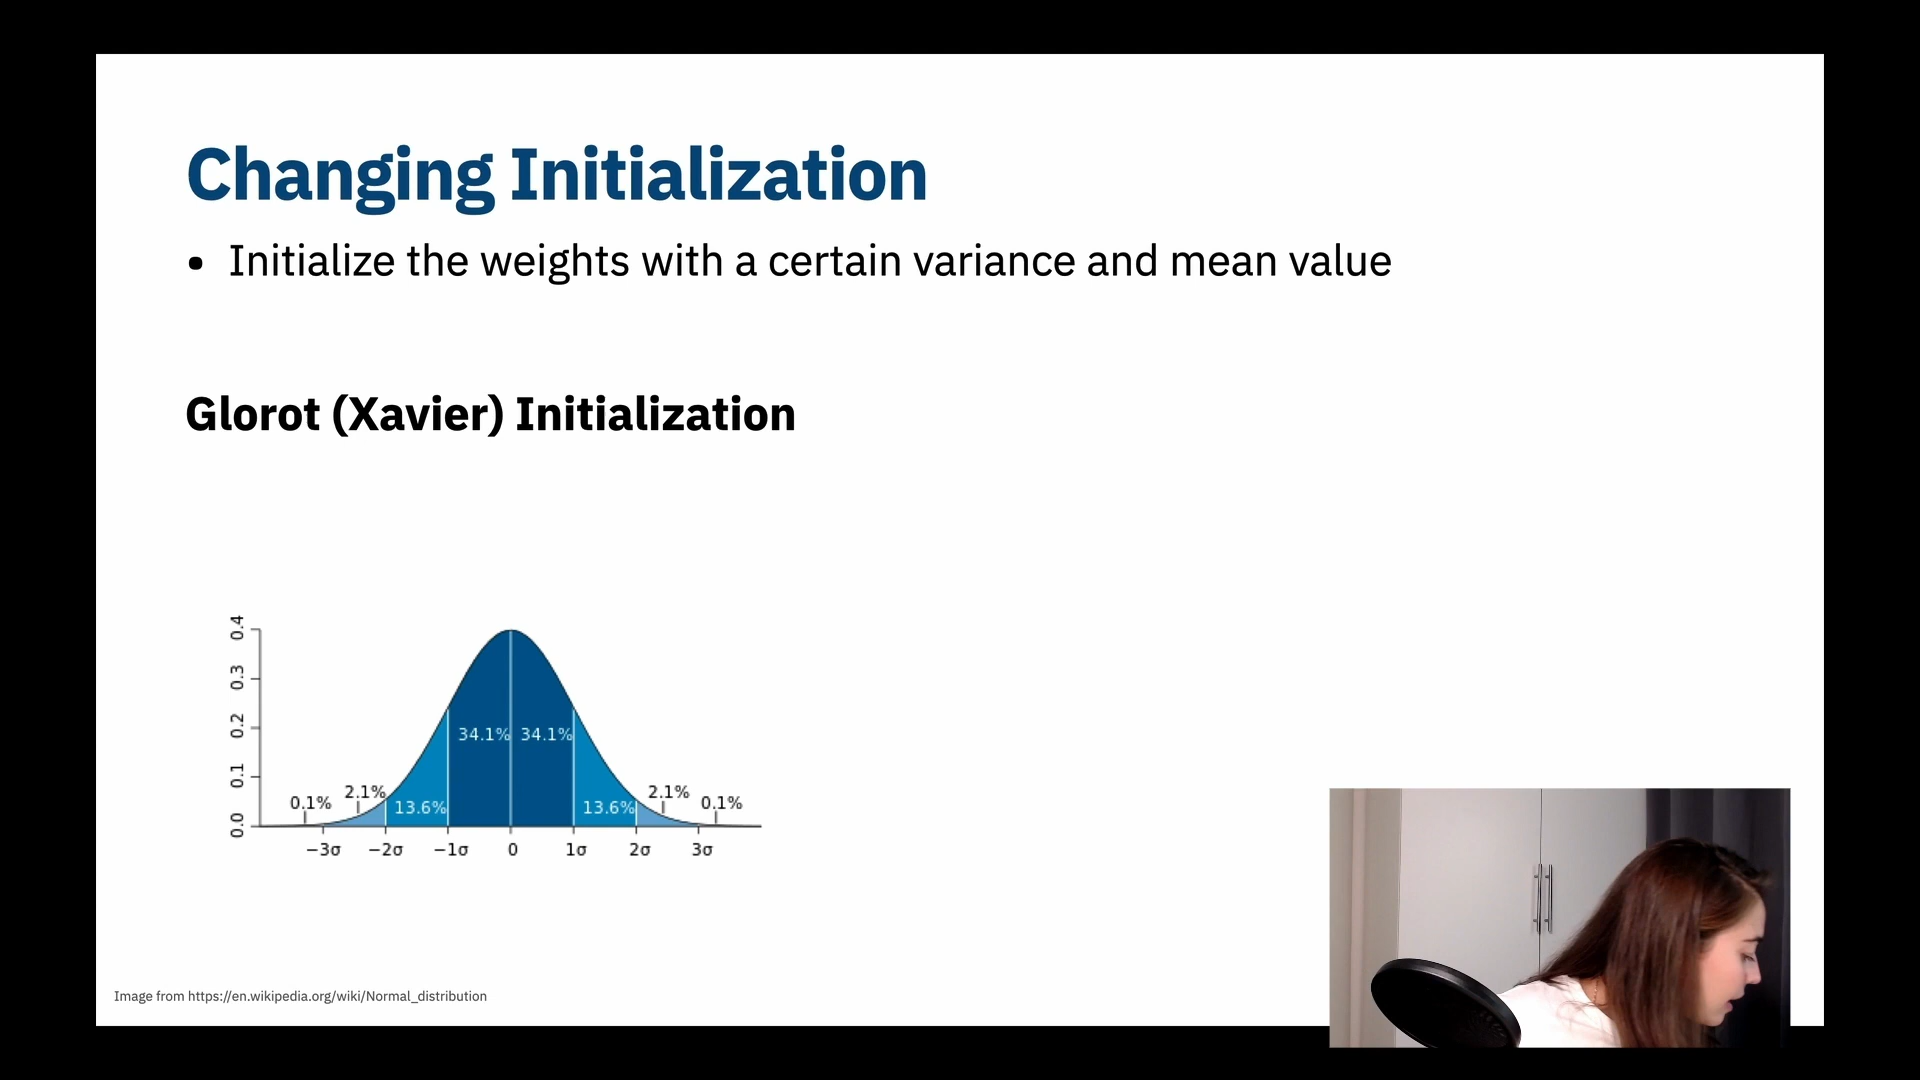 Changing Initialization
• Initialize the weights with a certain variance and mean value
Glorot (Xavier) Initialization
0.4
0.3
0.2
0.1
0.0
34.1% 34.1%
0.1% 2.1% 13.6% 13.6% 2.1% 0.1%
−3σ −2σ −1σ 0 1σ 2σ 3σ
Image from https://en.wikipedia.org/wiki/Normal_distribution